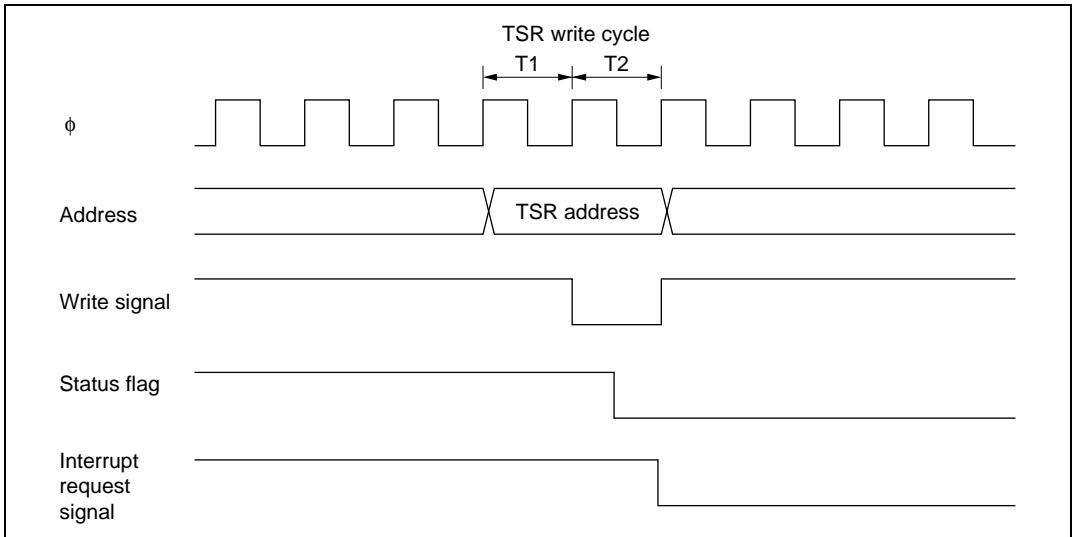 TSR write cycle
T1 T2
ϕ
Address
TSR address
Write signal
Status flag
Interrupt
request
signal